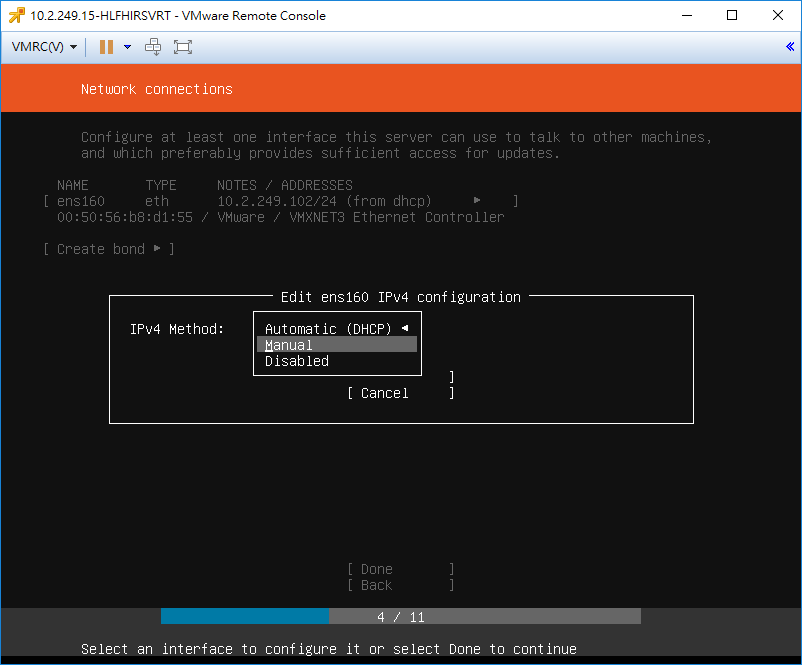 10.2.249.15-HLFHIRSVRT - VMware Remote Console
VMRC(V)
Network connections
Configure at least one interface this server can use to talk to other machines,
and which preferably provides sufficient access for updates.
NAME TYPE NOTES / ADDRESSES
[ ens160 eth 10.2.249.102/24 (from dhcp) ▸ ]
00:50:56:b8:d1:55 / VMware / VMXNET3 Ethernet Controller
[ Create bond ▸ ]
Edit ens160 IPv4 configuration
IPv4 Method: Automatic (DHCP) ◂
Manual
Disabled
]
[ Cancel ]
[ Done ]
[ Back ]
4 / 11
Select an interface to configure it or select Done to continue